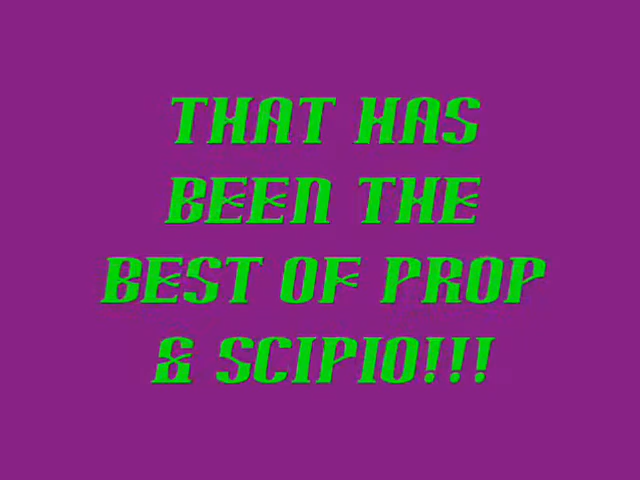 THAT HAS
BEEN THE
BEST OF PROP
& SCIPIO!!!